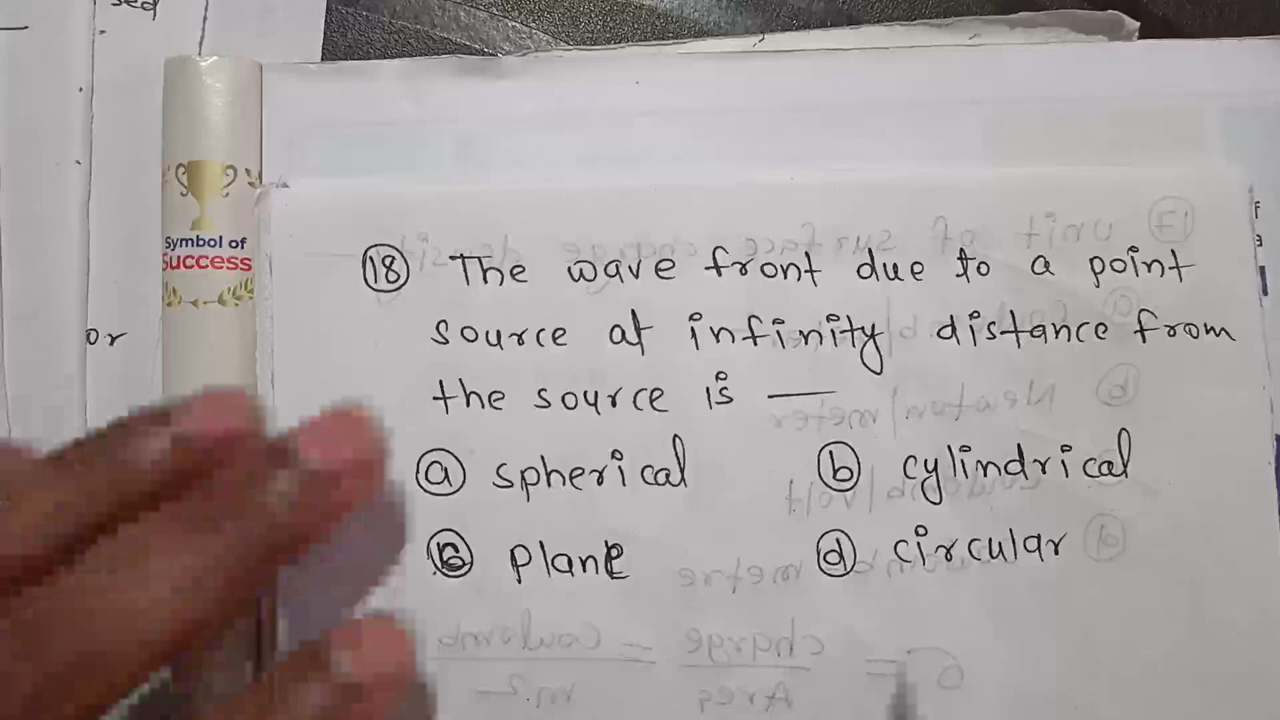 sed
or
Symbol of
Success
18 The wave front due to a point
source at infinity distance from
the source is —
a spherical b cylindrical
c plane d circular